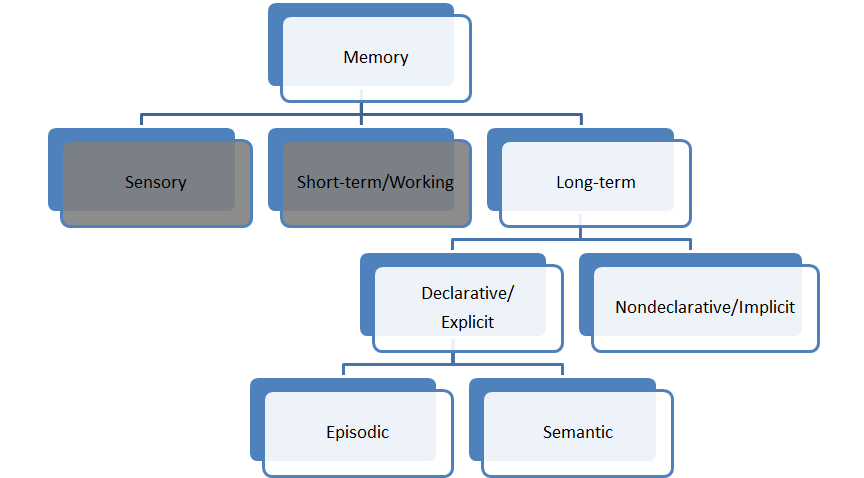 Memory
Sensory
Short-term/Working
Long-term
Declarative/
Explicit
Nondeclarative/Implicit
Episodic
Semantic